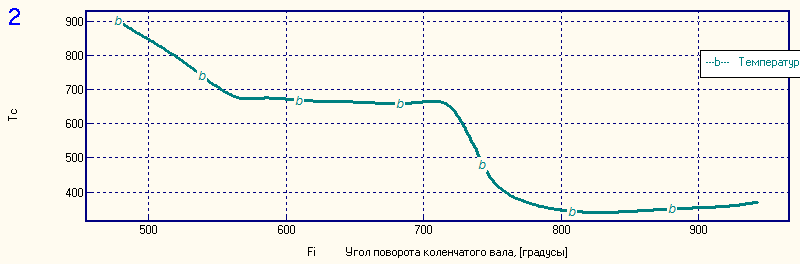 2
900
800
700
600
500
400
Tc
b
b
b
b
b
b
b
---b--- Температур
500
600
700
800
900
Fi Угол поворота коленчатого вала, [градусы]